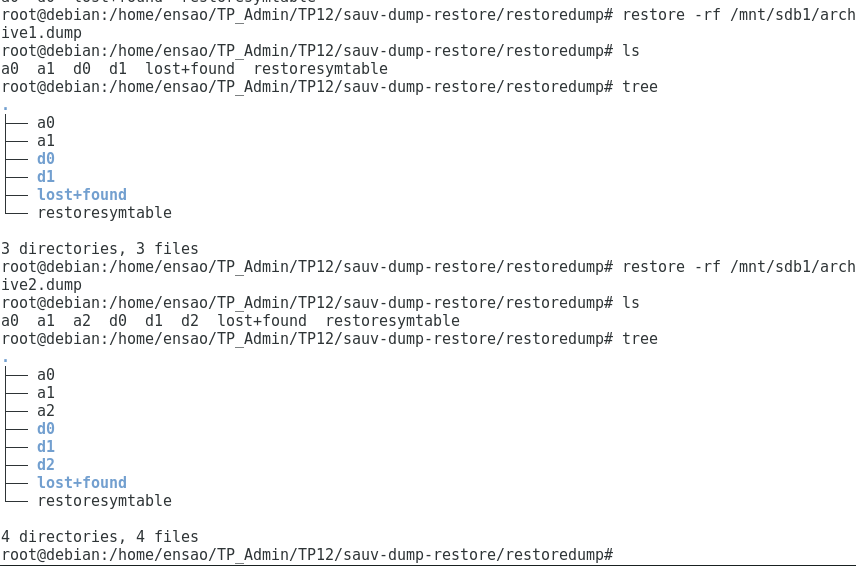 a0  a0  lost+found  restoresymtable
root@debian:/home/ensao/TP_Admin/TP12/sauv-dump-restore/restoredump# restore -rf /mnt/sdb1/arch
ive1.dump
root@debian:/home/ensao/TP_Admin/TP12/sauv-dump-restore/restoredump# ls
a0  a1  d0  d1  lost+found  restoresymtable
root@debian:/home/ensao/TP_Admin/TP12/sauv-dump-restore/restoredump# tree
.
├── a0
├── a1
├── d0
├── d1
├── lost+found
└── restoresymtable
3 directories, 3 files
root@debian:/home/ensao/TP_Admin/TP12/sauv-dump-restore/restoredump# restore -rf /mnt/sdb1/arch
ive2.dump
root@debian:/home/ensao/TP_Admin/TP12/sauv-dump-restore/restoredump# ls
a0  a1  a2  d0  d1  d2  lost+found  restoresymtable
root@debian:/home/ensao/TP_Admin/TP12/sauv-dump-restore/restoredump# tree
.
├── a0
├── a1
├── a2
├── d0
├── d1
├── d2
├── lost+found
└── restoresymtable
4 directories, 4 files
root@debian:/home/ensao/TP_Admin/TP12/sauv-dump-restore/restoredump#